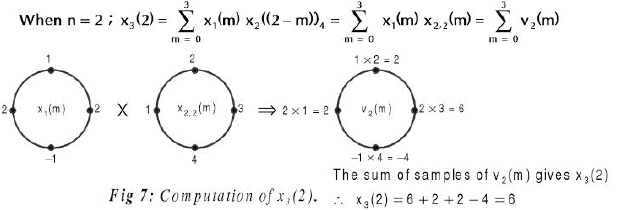 When n = 2 ; x₃(2) = Σ x₁(m) x₂((2 – m))₄ = Σ x₁(m) x₂,₂(m) = Σ v₂(m)
3 3 3
m = 0 m = 0 m = 0
1 2 1 ×2 = 2
2 x₁(m) 2 X 1 x₂,₂(m) 3 ⇒ 2 ×1 = 2 v₂(m) 2 ×3 = 6
–1 4 –1 ×4 = –4
The sum of samples of v₂(m) gives x₃(2)
Fig 7: Computation of x₃(2). ∴ x₃(2) = 6 + 2 + 2 – 4 = 6